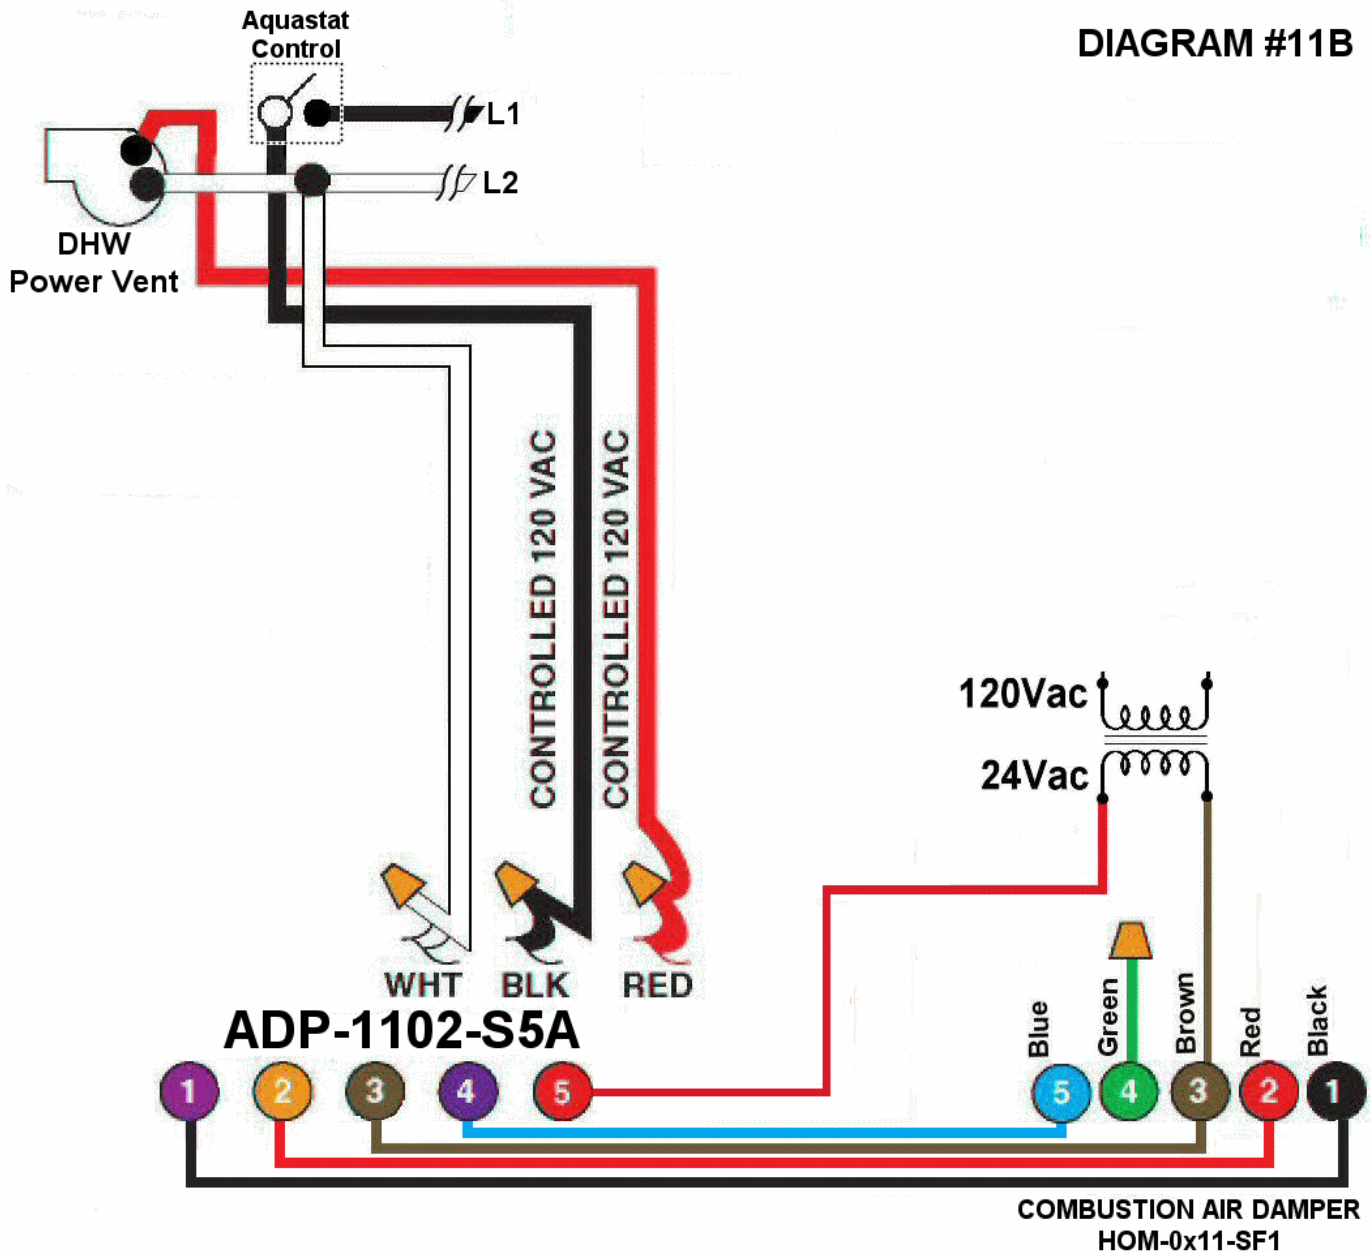 Aquastat
Control
DIAGRAM #11B
L1
L2
DHW
Power Vent
CONTROLLED 120 VAC
CONTROLLED 120 VAC
120Vac
24Vac
WHT BLK RED
ADP-1102-S5A
Blue
Green
Brown
Red
Black
1 2 3 4 5
5 4 3 2 1
COMBUSTION AIR DAMPER
HOM-0x11-SF1